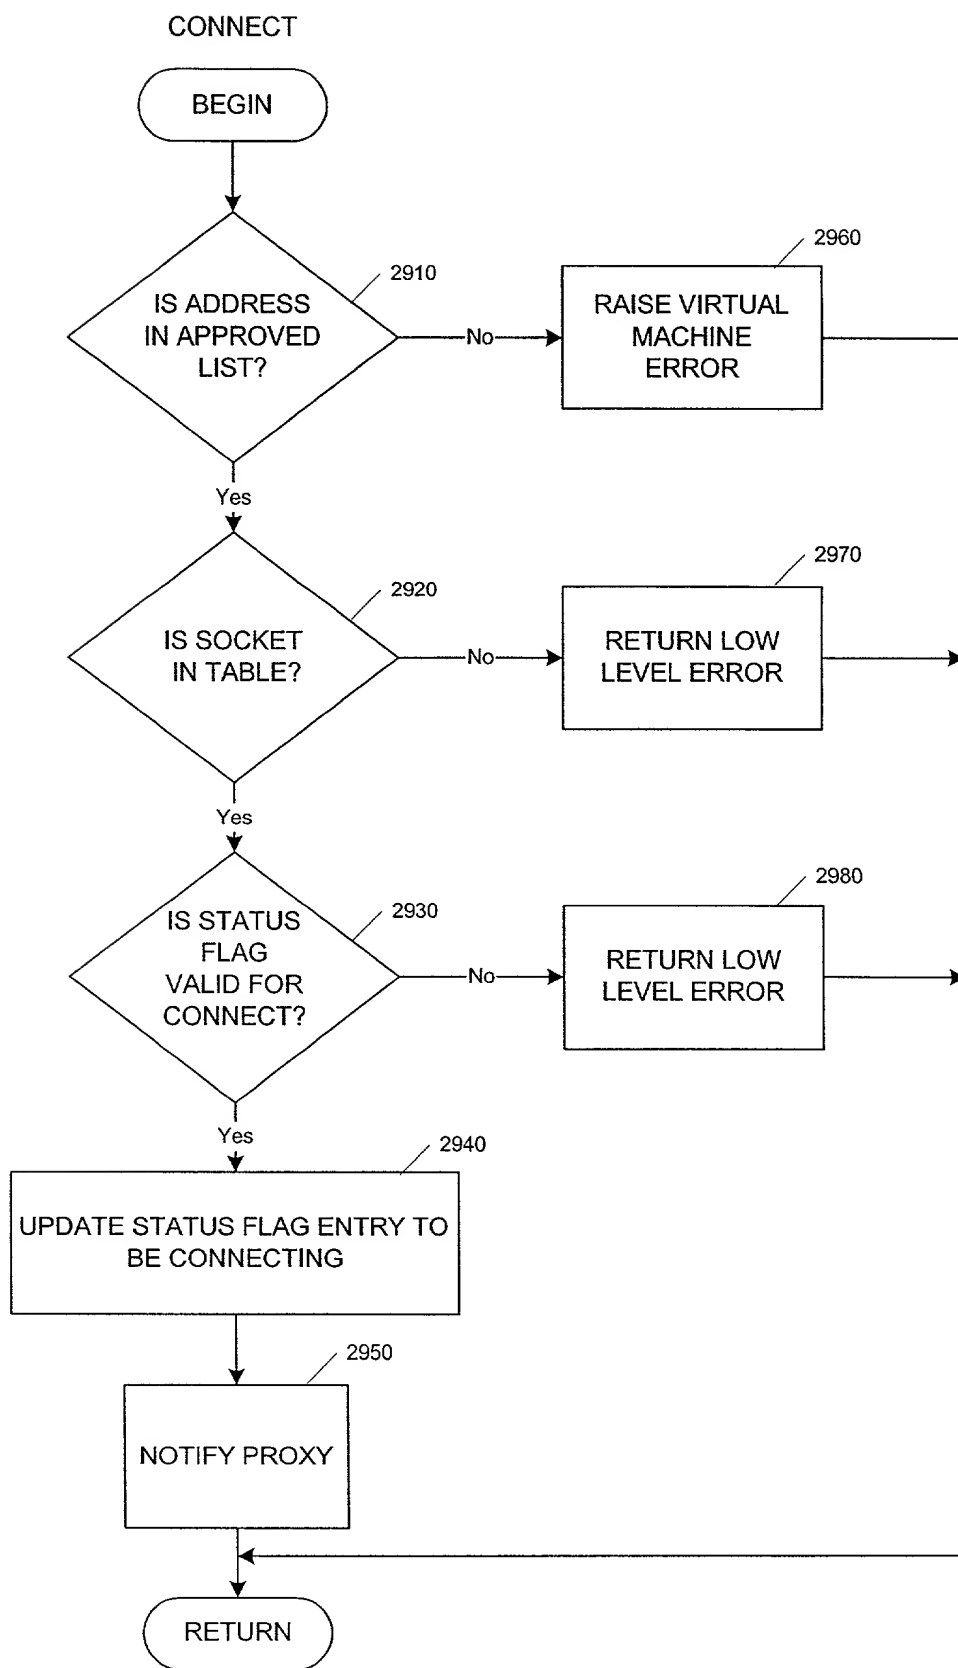 CONNECT
BEGIN
2910
IS ADDRESS
IN APPROVED
LIST?
No
2960
RAISE VIRTUAL
MACHINE
ERROR
Yes
2920
IS SOCKET
IN TABLE?
No
2970
RETURN LOW
LEVEL ERROR
Yes
2930
IS STATUS
FLAG
VALID FOR
CONNECT?
No
2980
RETURN LOW
LEVEL ERROR
Yes
2940
UPDATE STATUS FLAG ENTRY TO
BE CONNECTING
2950
NOTIFY PROXY
RETURN